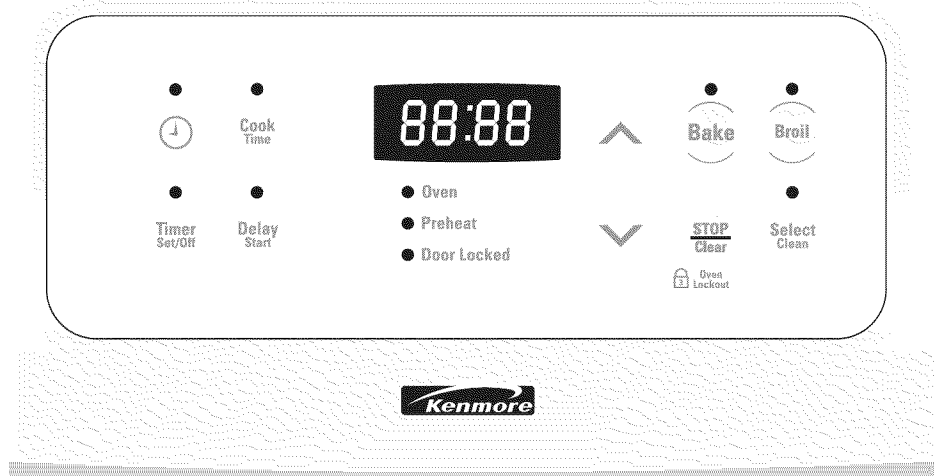 88:88
Cook
Time
Bake
Broil
Oven
Preheat
Door Locked
Timer
Set/Off
Delay
Start
STOP
Clear
Select
Clean
Oven
Lockout
Kenmore